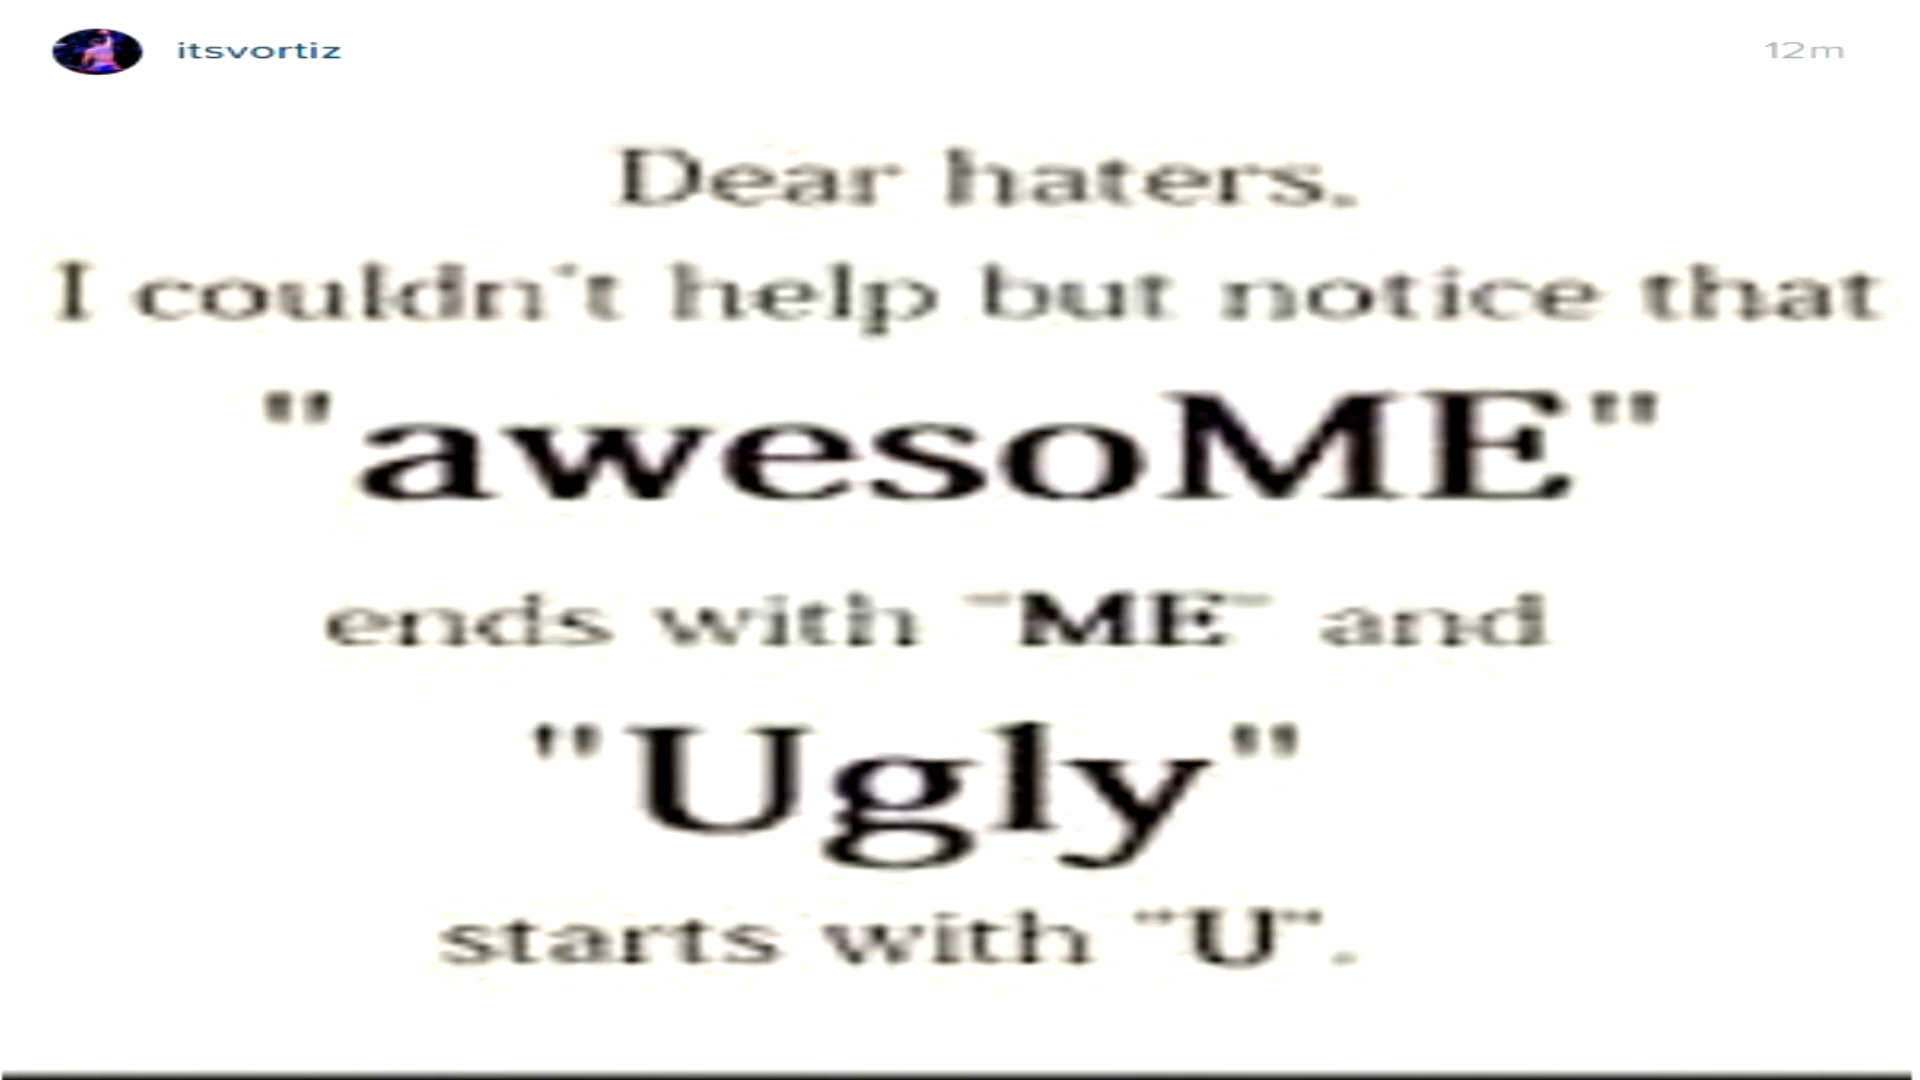 itsvortiz
12m
Dear haters.
I couldn't help but notice that
"awesoME"
ends with "ME" and
"Ugly"
starts with "U".